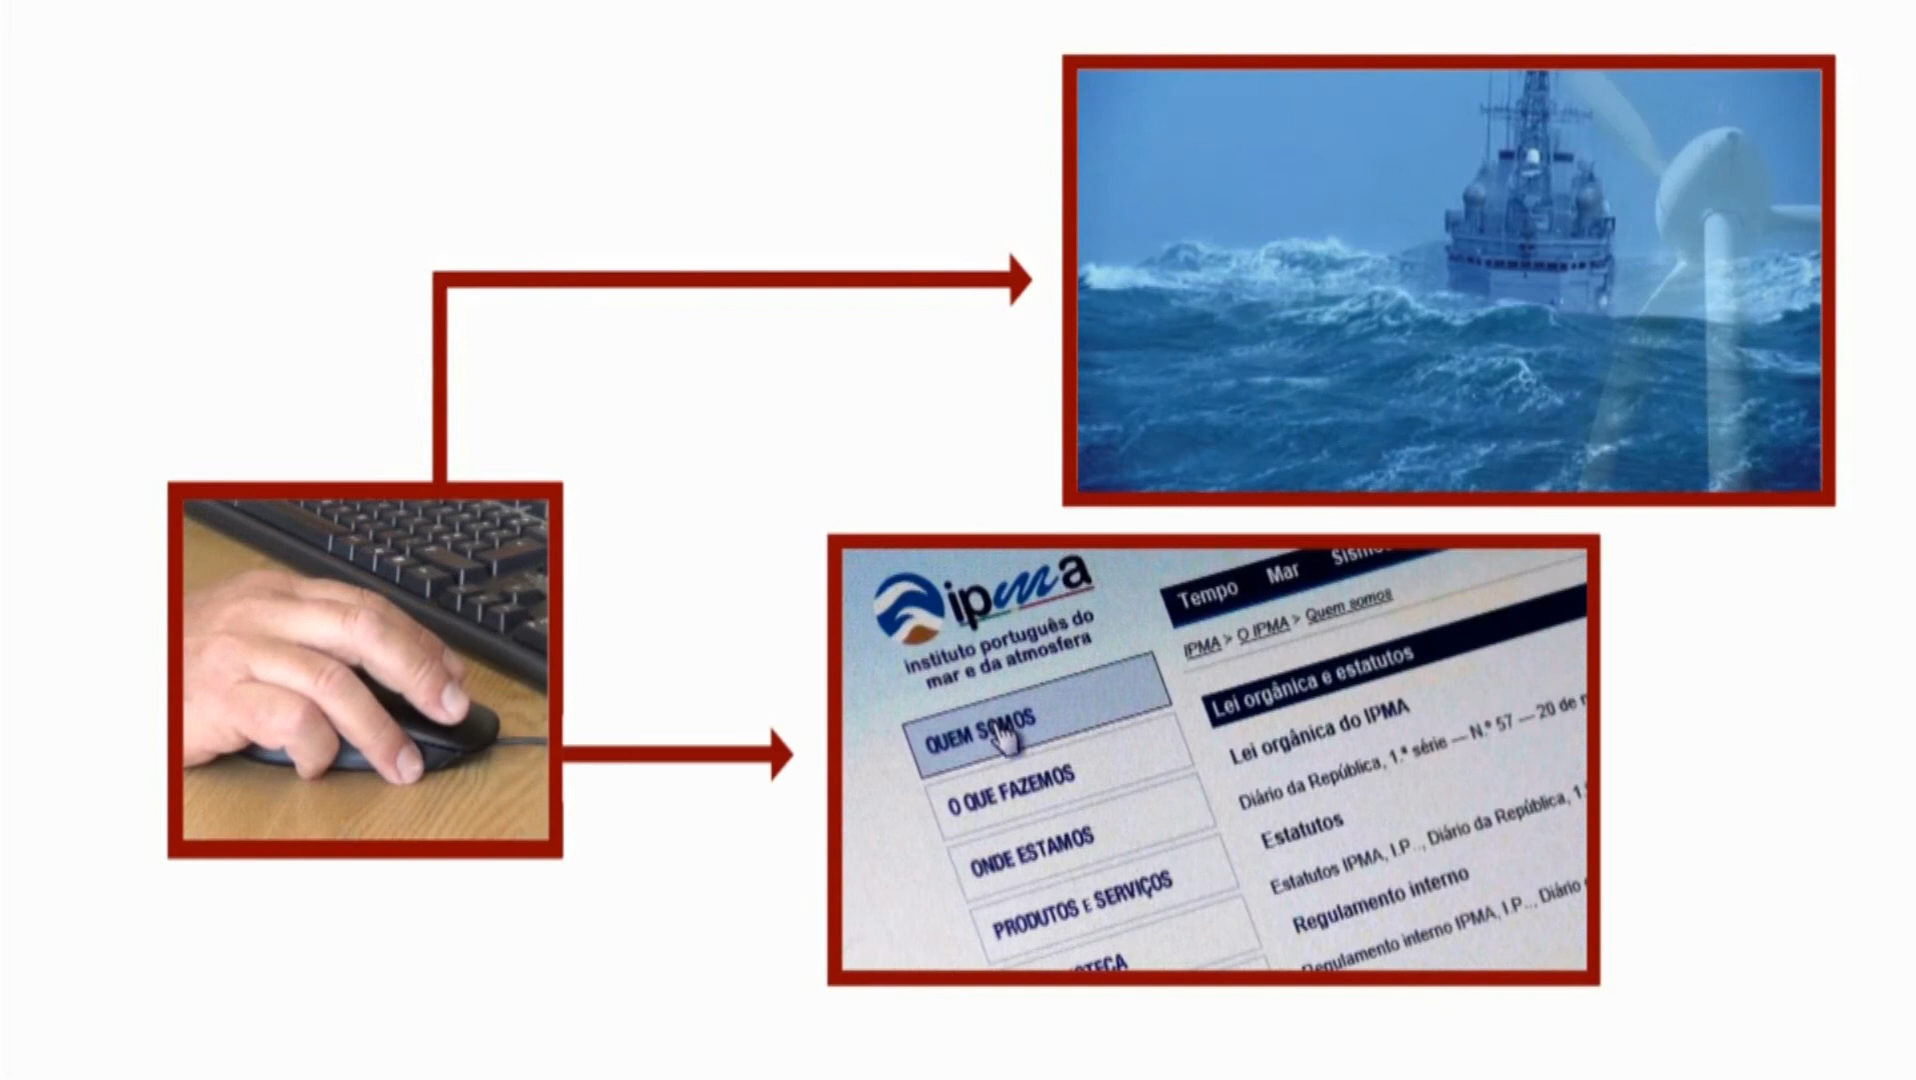 ipma
instituto português do
mar e da atmosfera
Tempo Mar
IPMA > O IPMA > Quem somos
QUEM SOMOS
O QUE FAZEMOS
ONDE ESTAMOS
PRODUTOS E SERVIÇOS
Lei orgânica e estatutos
Lei orgânica do IPMA
Diário da República, 1.ª série — N.º 57 — 20 de
Estatutos
Estatutos IPMA, I.P.., Diário da República, 1.
Regulamento interno
Regulamento interno IPMA, I.P.., Diário